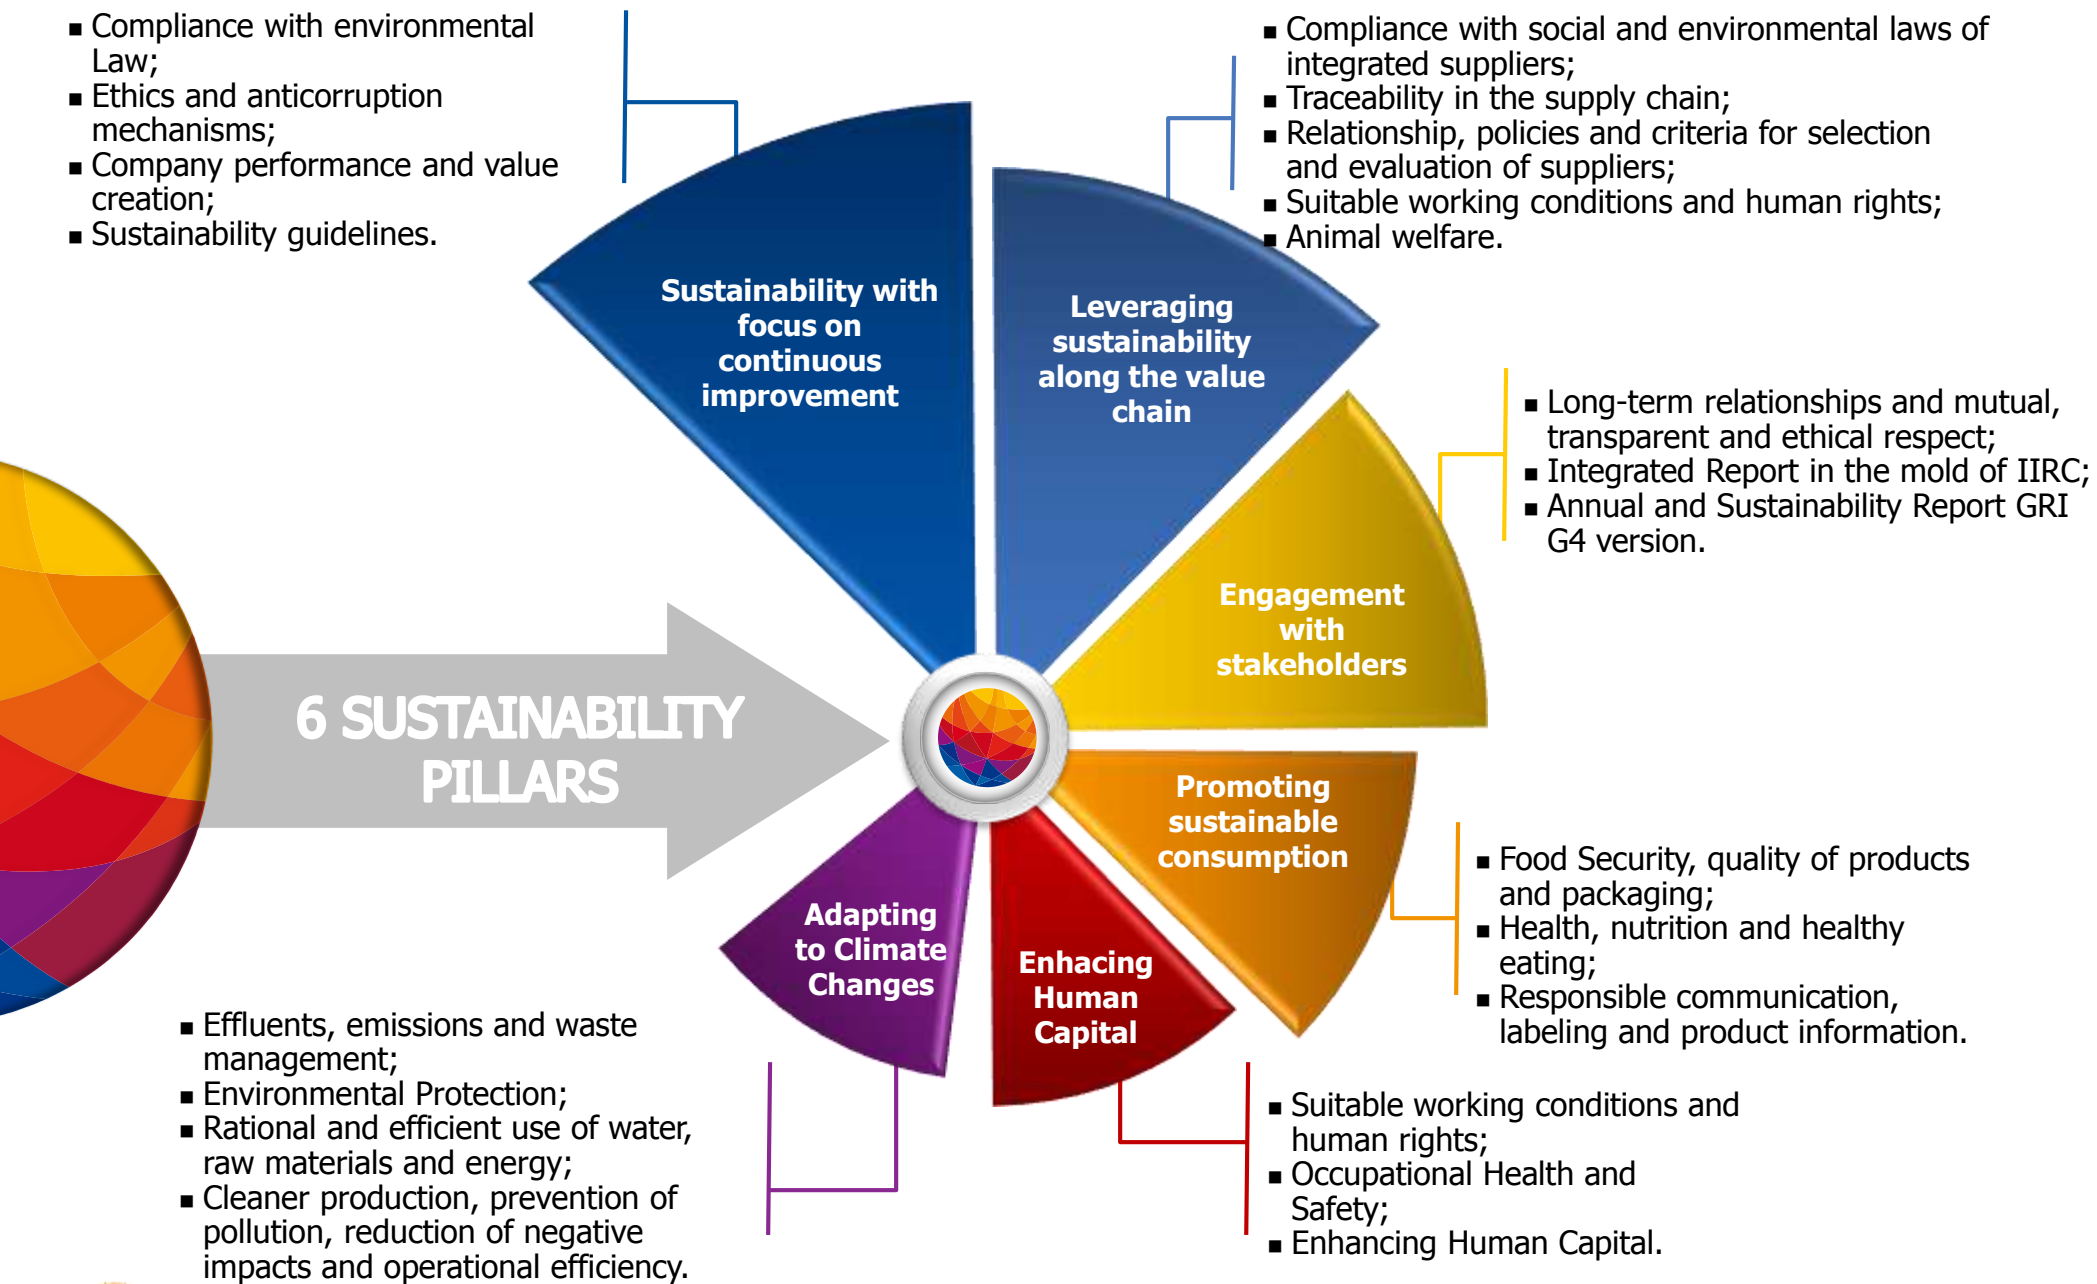 ■ Compliance with environmental
Law;
■ Ethics and anticorruption
mechanisms;
■ Company performance and value
creation;
■ Sustainability guidelines.
■ Compliance with social and environmental laws of
integrated suppliers;
■ Traceability in the supply chain;
■ Relationship, policies and criteria for selection
and evaluation of suppliers;
■ Suitable working conditions and human rights;
■ Animal welfare.
Sustainability with
focus on
continuous
improvement
Leveraging
sustainability
along the value
chain
■ Long-term relationships and mutual,
transparent and ethical respect;
■ Integrated Report in the mold of IIRC;
■ Annual and Sustainability Report GRI
G4 version.
Engagement
with
stakeholders
6 SUSTAINABILITY
PILLARS
Promoting
sustainable
consumption
■ Food Security, quality of products
and packaging;
■ Health, nutrition and healthy
eating;
■ Responsible communication,
labeling and product information.
Adapting
to Climate
Changes
Enhacing
Human
Capital
■ Effluents, emissions and waste
management;
■ Environmental Protection;
■ Rational and efficient use of water,
raw materials and energy;
■ Cleaner production, prevention of
pollution, reduction of negative
impacts and operational efficiency.
■ Suitable working conditions and
human rights;
■ Occupational Health and
Safety;
■ Enhancing Human Capital.